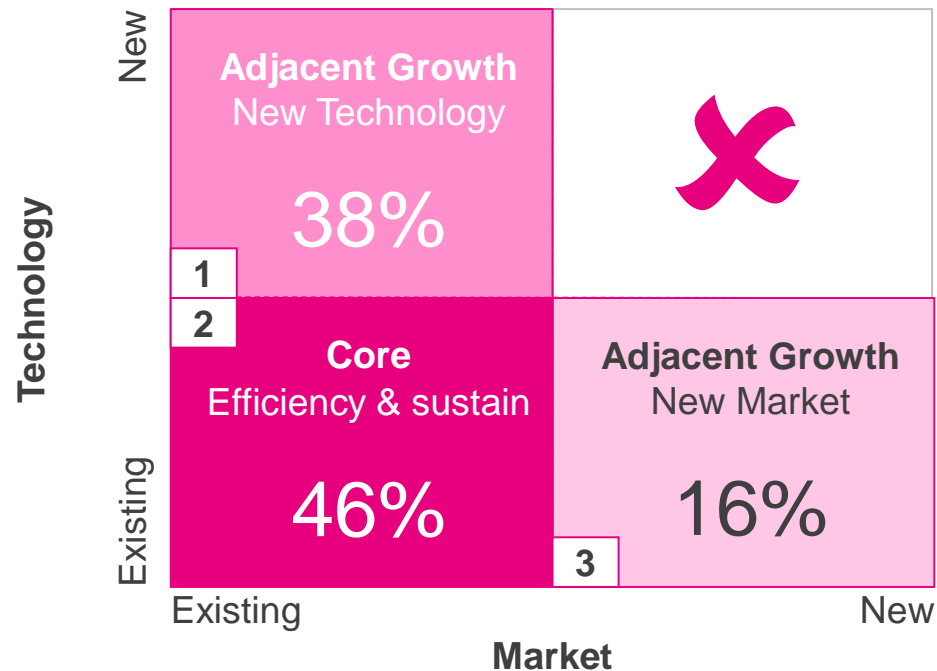 New
Adjacent Growth
New Technology
38%
1
2
Core
Efficiency & sustain
46%
Adjacent Growth
New Market
16%
3
Technology
Existing
Existing
New
Market